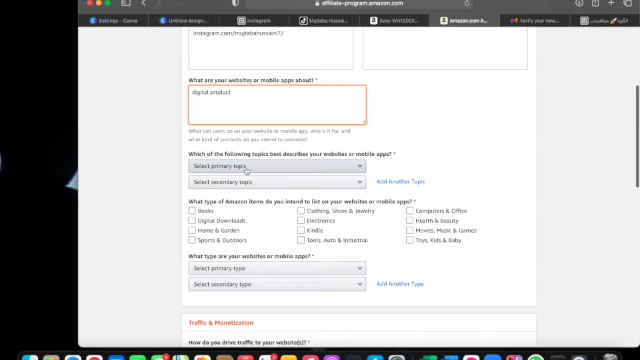 affiliate-program.amazon.com
Settings - Canva
Untitled design...
Instagram
Mujtaba Hussaini...
Sony WH1000X...
Amazon.com A...
Verify your new...
instagram.com/mujtabahussaini7/
What are your websites or mobile apps about? *
digital product
What can users do on your website or mobile app, who is it for, and
what kind of products do you intend to promote?
Which of the following topics best describes your websites or mobile apps? *
Select primary topic
Select secondary topic
Add Another Topic
What type of Amazon items do you intend to list on your websites or mobile apps? *
Books
Clothing, Shoes & Jewelry
Computers & Office
Digital Downloads
Electronics
Health & Beauty
Home & Garden
Kindle
Movies, Music & Games
Sports & Outdoors
Tools, Auto & Industrial
Toys, Kids & Baby
What type are your websites or mobile apps? *
Select primary type
Select secondary type
Add Another Type
Traffic & Monetization
How do you drive traffic to your website(s)?